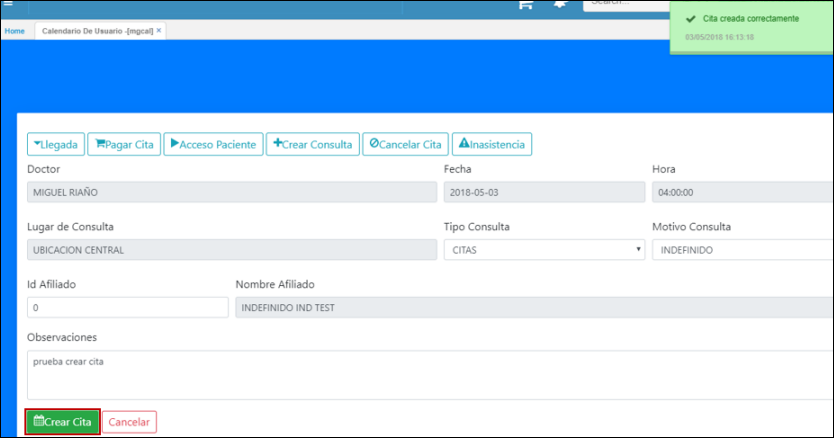 Search...
Cita creada correctamente
03/05/2018 16:13:18
Home
Calendario De Usuario -[mgcal] ×
Llegada Pagar Cita Acceso Paciente Crear Consulta Cancelar Cita Inasistencia
Doctor Fecha Hora
MIGUEL RIAÑO 2018-05-03 04:00:00
Lugar de Consulta Tipo Consulta Motivo Consulta
UBICACION CENTRAL CITAS INDEFINIDO
Id Afiliado Nombre Afiliado
0 INDEFINIDO IND TEST
Observaciones
prueba crear cita
Crear Cita Cancelar